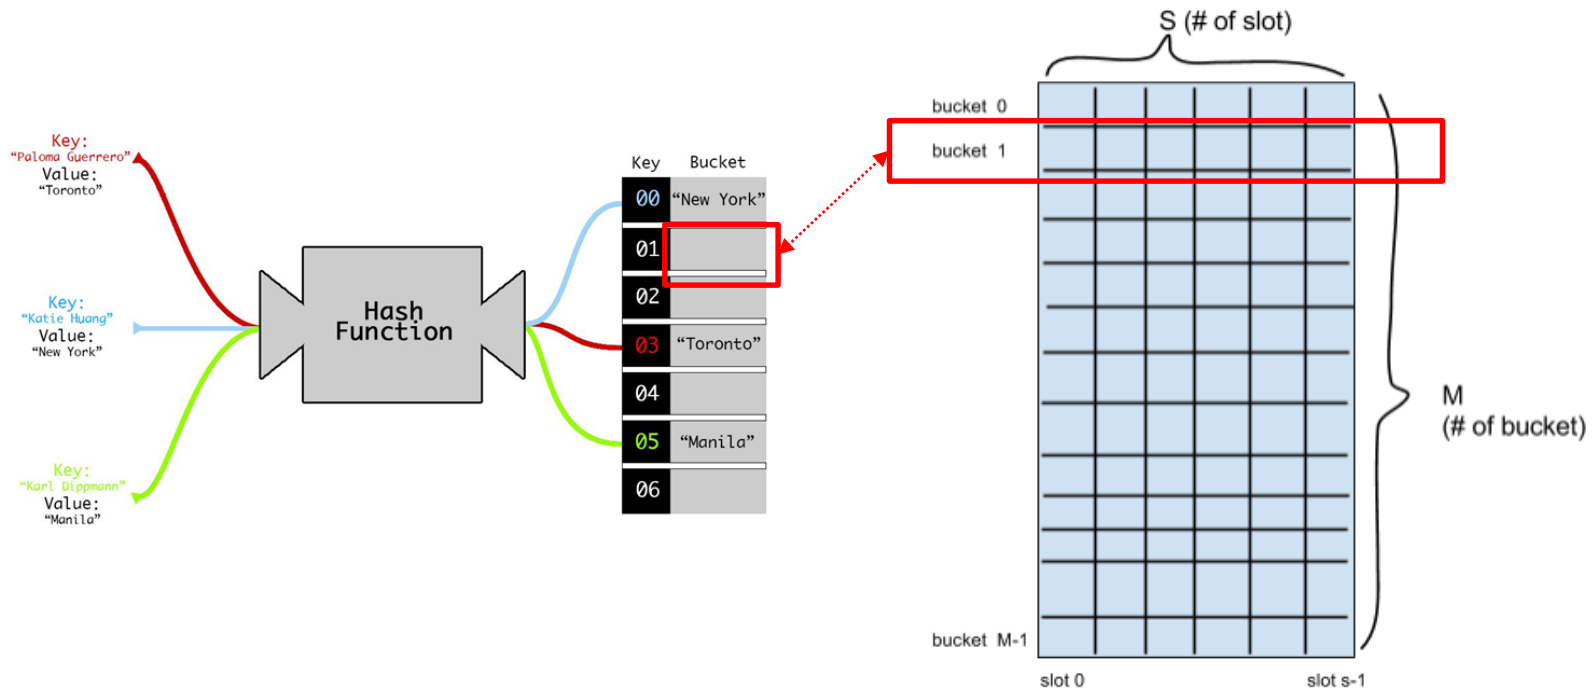 Key:
“Paloma Guerrero”
Value:
“Toronto”
Key:
“Katie Huang”
Value:
“New York”
Key:
“Karl Dippmann”
Value:
“Manila”
Hash
Function
Key Bucket
00 “New York”
01
02
03 “Toronto”
04
05 “Manila”
06
S (# of slot)
bucket 0
bucket 1
bucket M-1
M
(# of bucket)
slot 0 slot s-1